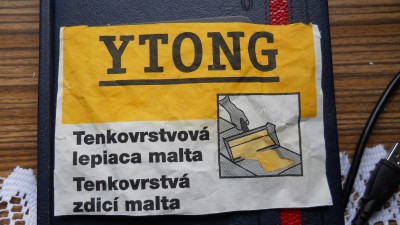 YTONG
Tenkovrstvová
lepiaca malta
Tenkovrstvá
zdicí malta